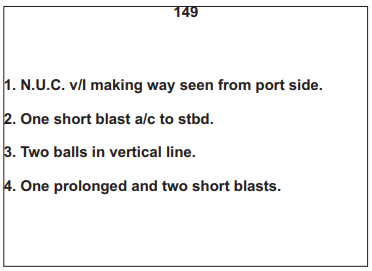 149
1. N.U.C. v/l making way seen from port side.
2. One short blast a/c to stbd.
3. Two balls in vertical line.
4. One prolonged and two short blasts.